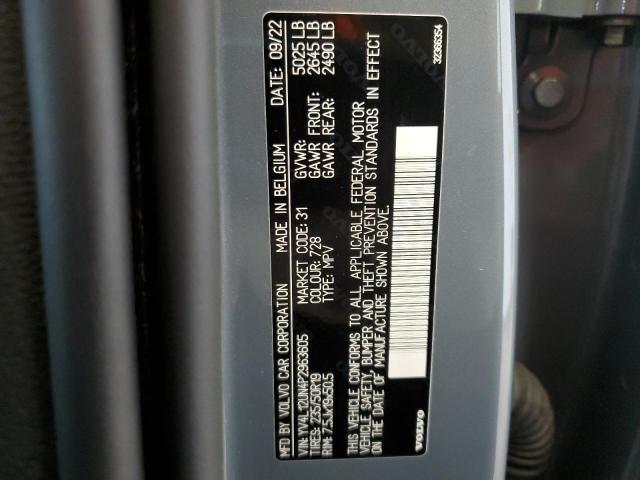 MFD BY VOLVO CAR CORPORATION MADE IN BELGIUM DATE: 09/22
VIN: YV4L12UN4P2963605 MARKET CODE: 31 GVWR: 5025 LB
TIRES: 235/50R19 COLOUR: 728 GAWR FRONT: 2645 LB
RIM: 7.5Jx19x50.5 TYPE: MPV GAWR REAR: 2490 LB
THIS VEHICLE CONFORMS TO ALL APPLICABLE FEDERAL MOTOR
VEHICLE SAFETY, BUMPER AND THEFT PREVENTION STANDARDS IN EFFECT
ON THE DATE OF MANUFACTURE SHOWN ABOVE.
VOLVO 32366354